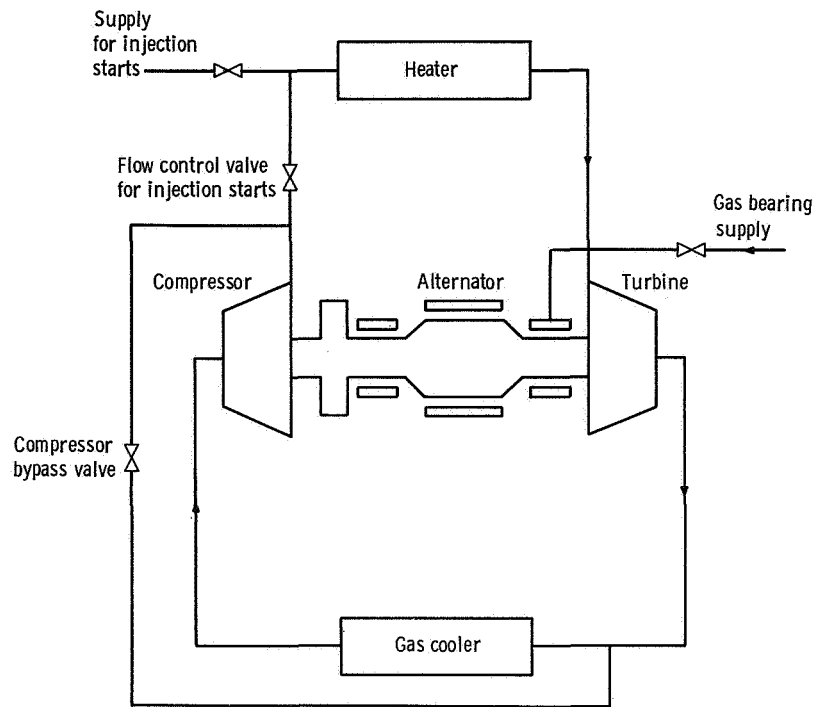 Supply
for injection
starts
Heater
Flow control valve
for injection starts
Gas bearing
supply
Compressor
Alternator
Turbine
Compressor
bypass valve
Gas cooler